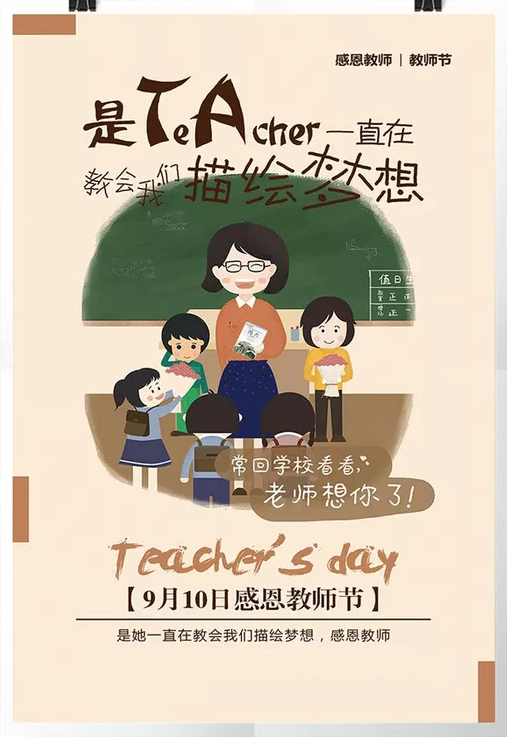 感恩教师 | 教师节
是TeAcher一直在
教会我们描绘梦想
值日生
常回学校看看,
老师想你了!
Teacher's day
【9月10日感恩教师节】
是她一直在教会我们描绘梦想，感恩教师